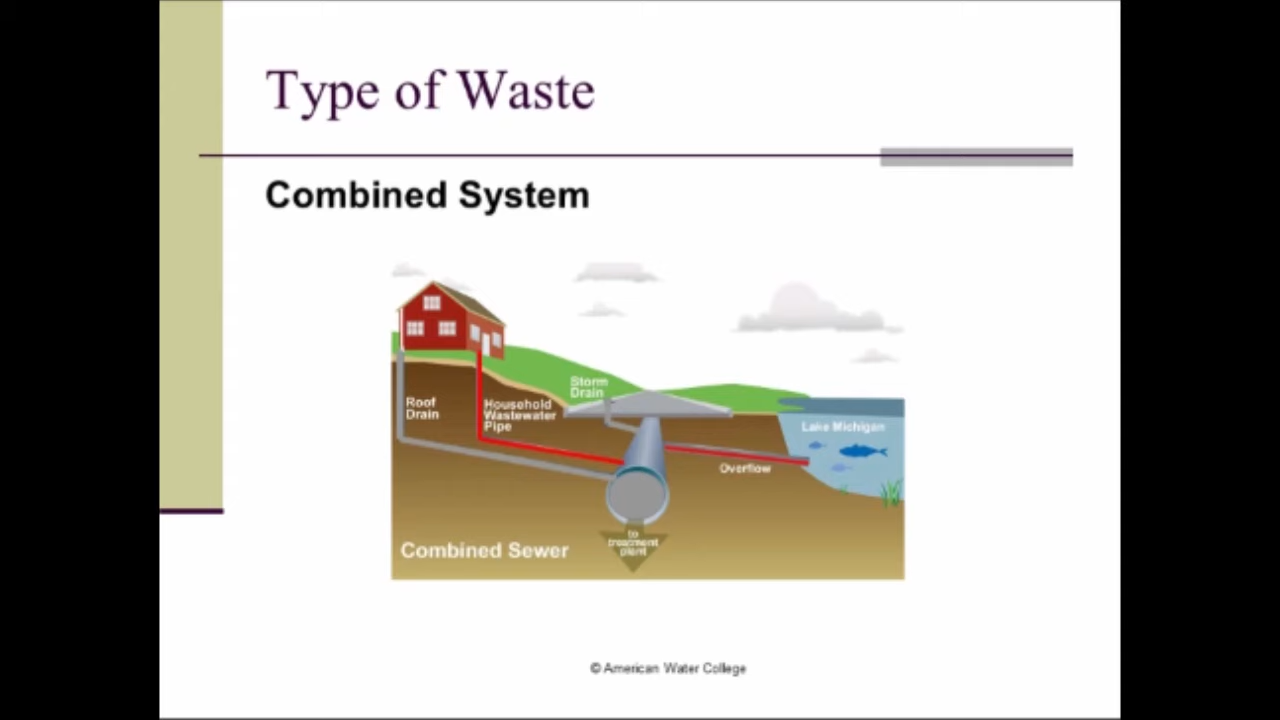 Type of Waste
Combined System
Storm
Drain
Roof
Drain
Household
Wastewater
Pipe
Lake Michigan
Overflow
to
treatment
plant
Combined Sewer
© American Water College